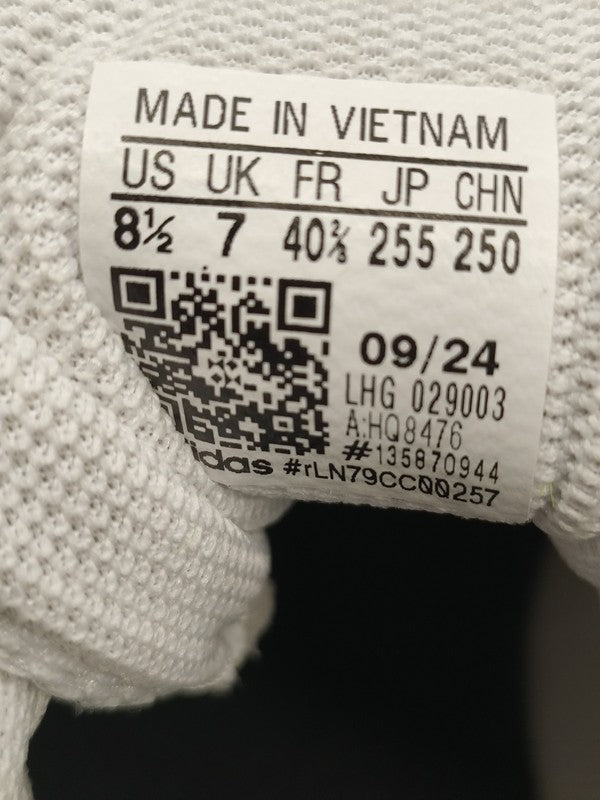 MADE IN VIETNAM
US UK FR JP CHN
8½ 7 40⅔ 255 250
09/24
LHG 029003
A:HQ8476
#135870944
adidas #rLN79CC00257